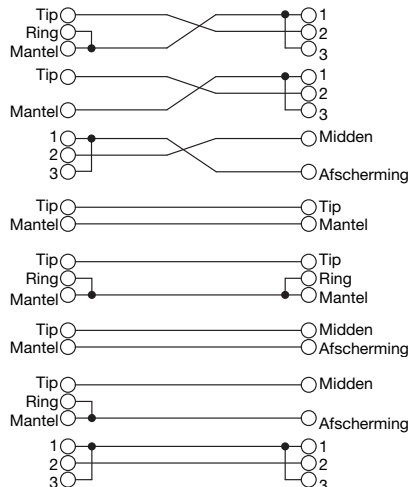 Tip 1
Ring 2
Mantel 3
Tip 1
2
Mantel 3
1 Midden
2
3 Afscherming
Tip Tip
Mantel Mantel
Tip Tip
Ring Ring
Mantel Mantel
Tip Midden
Mantel Afscherming
Tip Midden
Ring
Mantel Afscherming
1 1
2 2
3 3